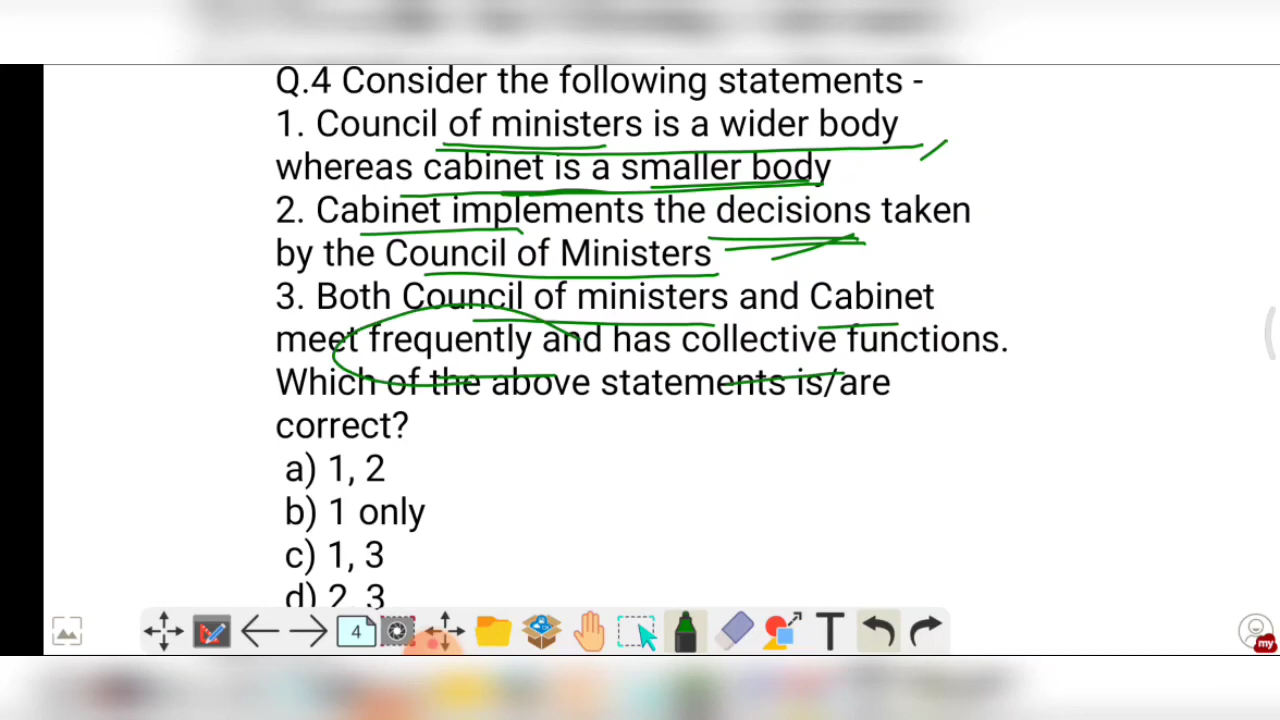 Q.4 Consider the following statements -
1. Council of ministers is a wider body
whereas cabinet is a smaller body
2. Cabinet implements the decisions taken
by the Council of Ministers
3. Both Council of ministers and Cabinet
meet frequently and has collective functions.
Which of the above statements is/are
correct?
a) 1, 2
b) 1 only
c) 1, 3
d) 2, 3
4
T
my